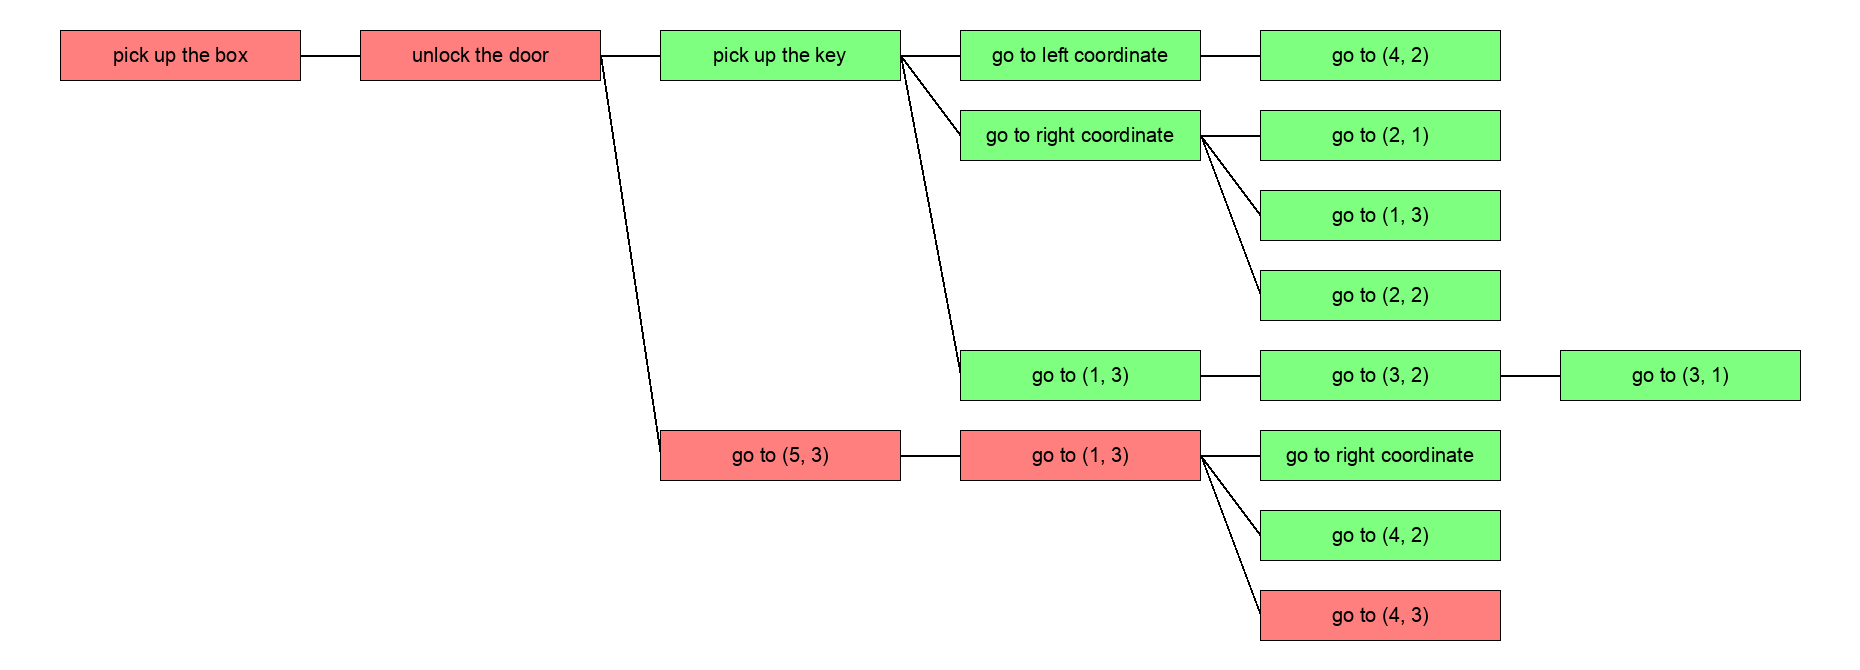 pick up the box
unlock the door
pick up the key
go to left coordinate
go to (4, 2)
go to right coordinate
go to (2, 1)
go to (1, 3)
go to (2, 2)
go to (1, 3)
go to (3, 2)
go to (3, 1)
go to (5, 3)
go to (1, 3)
go to right coordinate
go to (4, 2)
go to (4, 3)